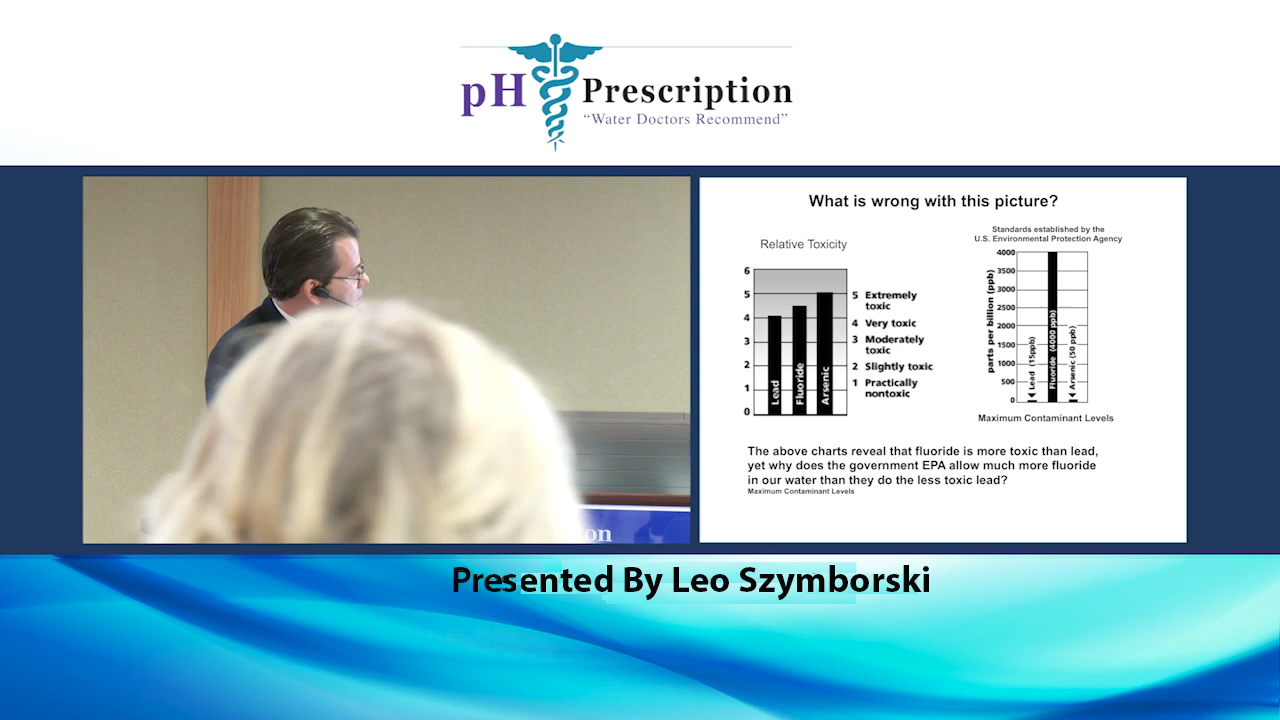 pH Prescription
“Water Doctors Recommend”
on
What is wrong with this picture?
Relative Toxicity
6
5
4
3
2
1
0
Lead
Fluoride
Arsenic
5 Extremely
toxic
4 Very toxic
3 Moderately
toxic
2 Slightly toxic
1 Practically
nontoxic
Standards established by the
U.S. Environmental Protection Agency
parts per billion (ppb)
4000
3500
3000
2500
2000
1500
1000
500
0
Lead (15ppb)
Fluoride (4000 ppb)
Arsenic (50 ppb)
Maximum Contaminant Levels
The above charts reveal that fluoride is more toxic than lead,
yet why does the government EPA allow much more fluoride
in our water than they do the less toxic lead?
Maximum Contaminant Levels
Presented By Leo Szymborski